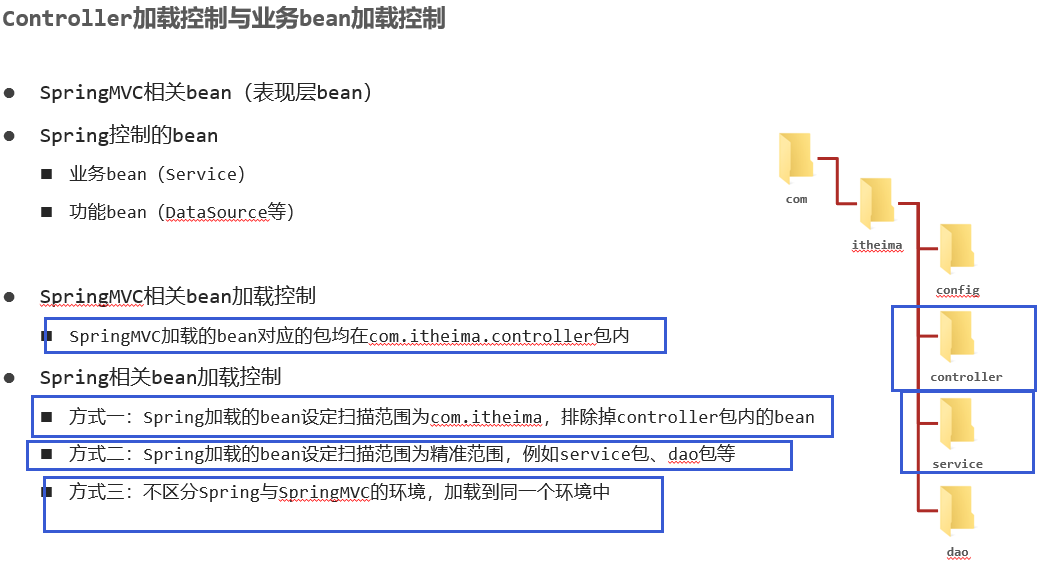 Controller加载控制与业务bean加载控制
SpringMVC相关bean（表现层bean）
Spring控制的bean
业务bean（Service）
功能bean（DataSource等）
SpringMVC相关bean加载控制
SpringMVC加载的bean对应的包均在com.itheima.controller包内
Spring相关bean加载控制
方式一：Spring加载的bean设定扫描范围为com.itheima，排除掉controller包内的bean
方式二：Spring加载的bean设定扫描范围为精准范围，例如service包、dao包等
方式三：不区分Spring与SpringMVC的环境，加载到同一个环境中
com
itheima
config
controller
service
dao